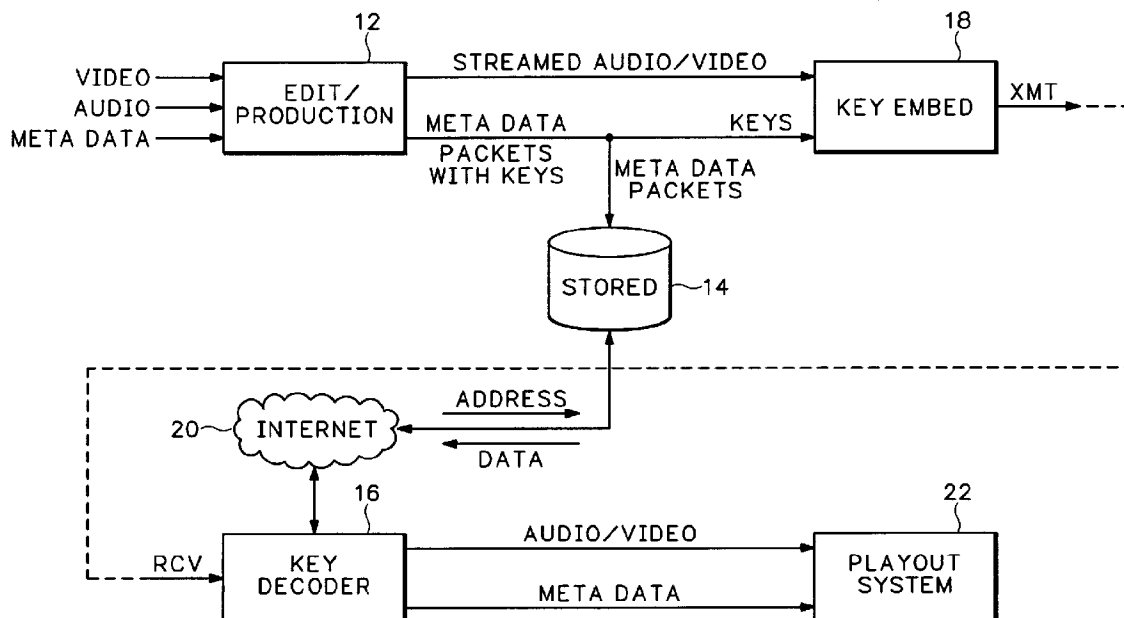 12
18
VIDEO
AUDIO
META DATA
EDIT/
PRODUCTION
STREAMED AUDIO/VIDEO
META DATA
PACKETS
WITH KEYS
KEYS
META DATA
PACKETS
KEY EMBED
XMT
STORED
14
20
INTERNET
ADDRESS
DATA
16
22
RCV
KEY
DECODER
AUDIO/VIDEO
META DATA
PLAYOUT
SYSTEM